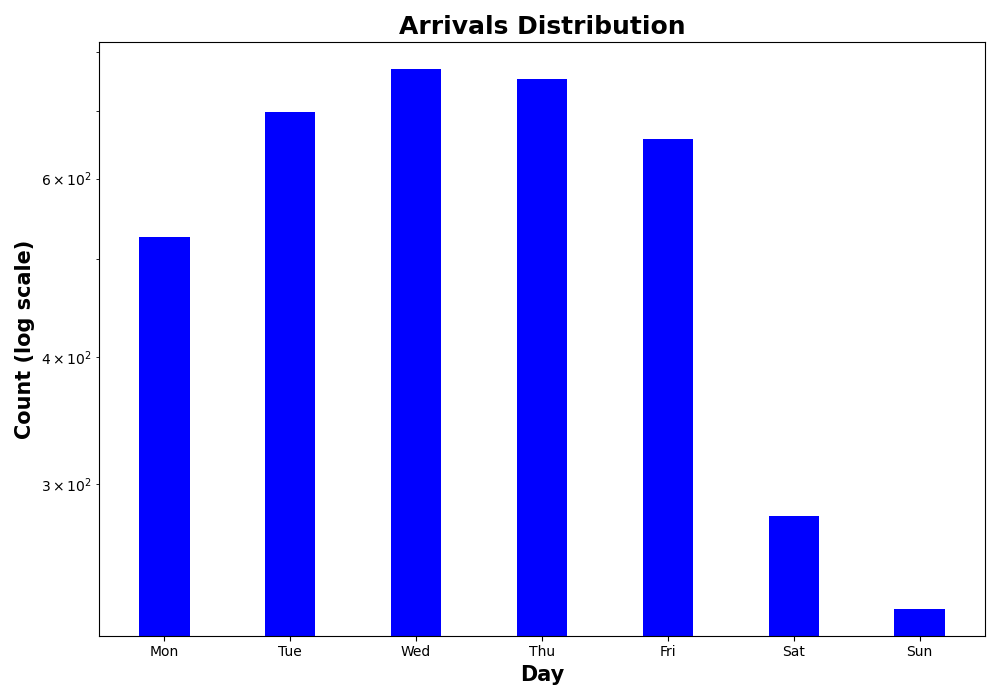 Arrivals Distribution
Count (log scale)
6 × 10²
4 × 10²
3 × 10²
Mon Tue Wed Thu Fri Sat Sun
Day